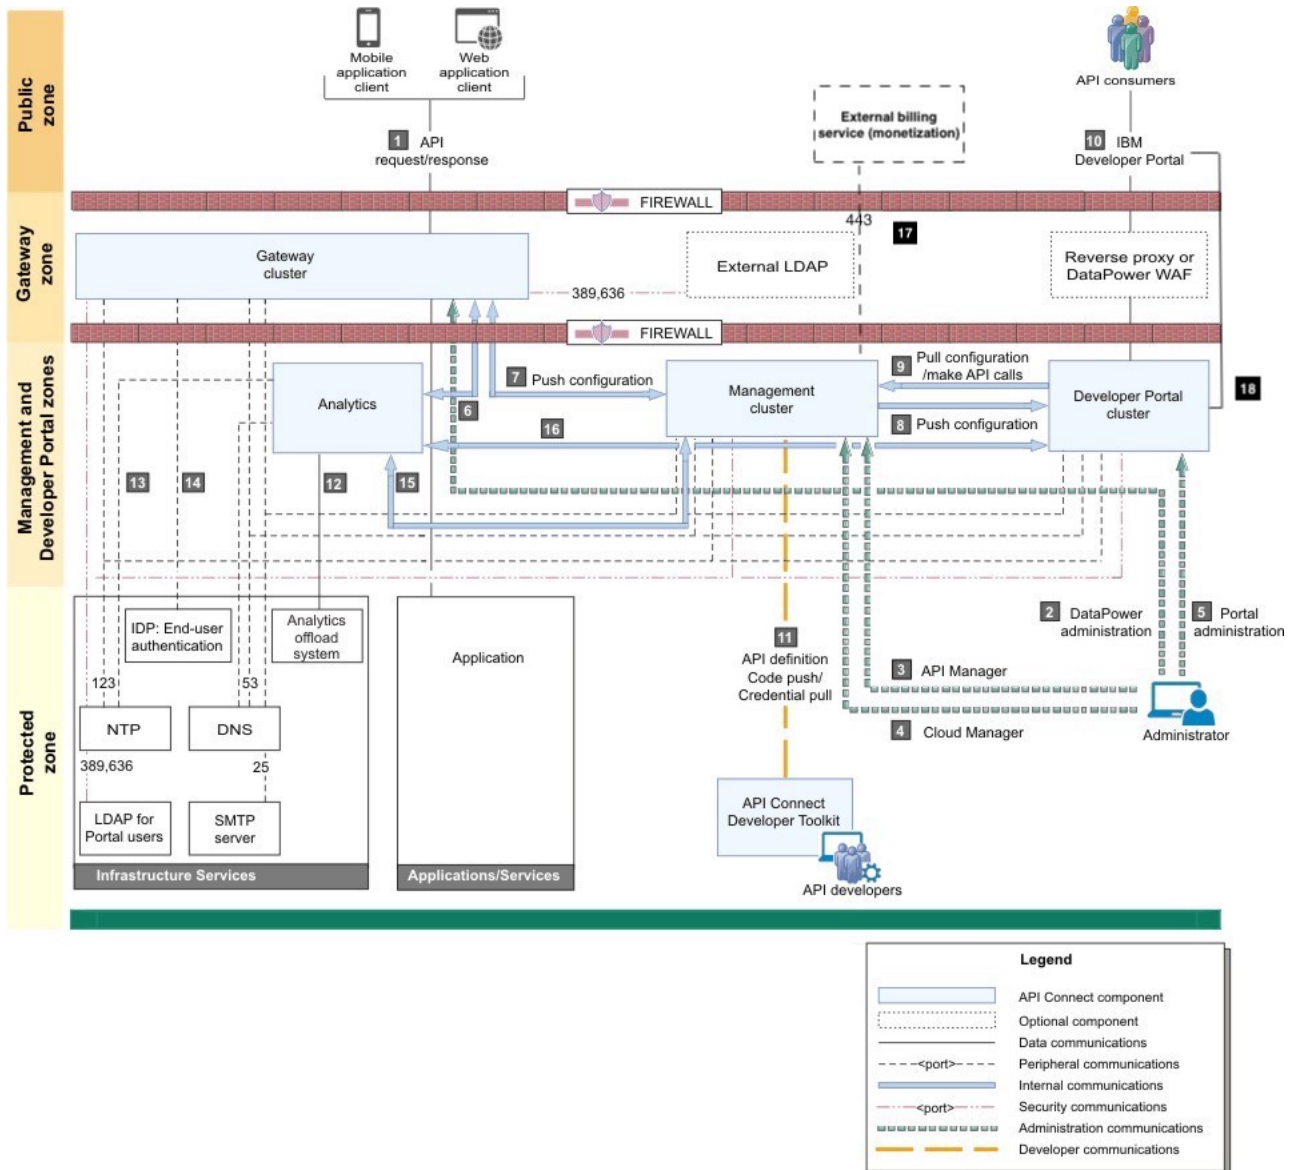 Public
zone
Mobile
application
client
Web
application
client
API consumers
External billing
service (monetization)
1 API
request/response
10 IBM
Developer Portal
FIREWALL
443
17
Gateway
zone
Gateway
cluster
External LDAP
Reverse proxy or
DataPower WAF
389,636
FIREWALL
Management and
Developer Portal zones
Analytics
7 Push configuration
Management
cluster
9 Pull configuration
/make API calls
Developer Portal
cluster
18
6
16
8 Push configuration
13
14
12
15
Protected
zone
IDP: End-user
authentication
Analytics
offload
system
Application
2 DataPower
administration
5 Portal
administration
11
API definition
Code push/
Credential pull
3 API Manager
123
53
NTP
DNS
4 Cloud Manager
Administrator
389,636
25
LDAP for
Portal users
SMTP
server
API Connect
Developer Toolkit
Infrastructure Services
Applications/Services
API developers
Legend
API Connect component
Optional component
Data communications
<port> Peripheral communications
Internal communications
<port> Security communications
Administration communications
Developer communications